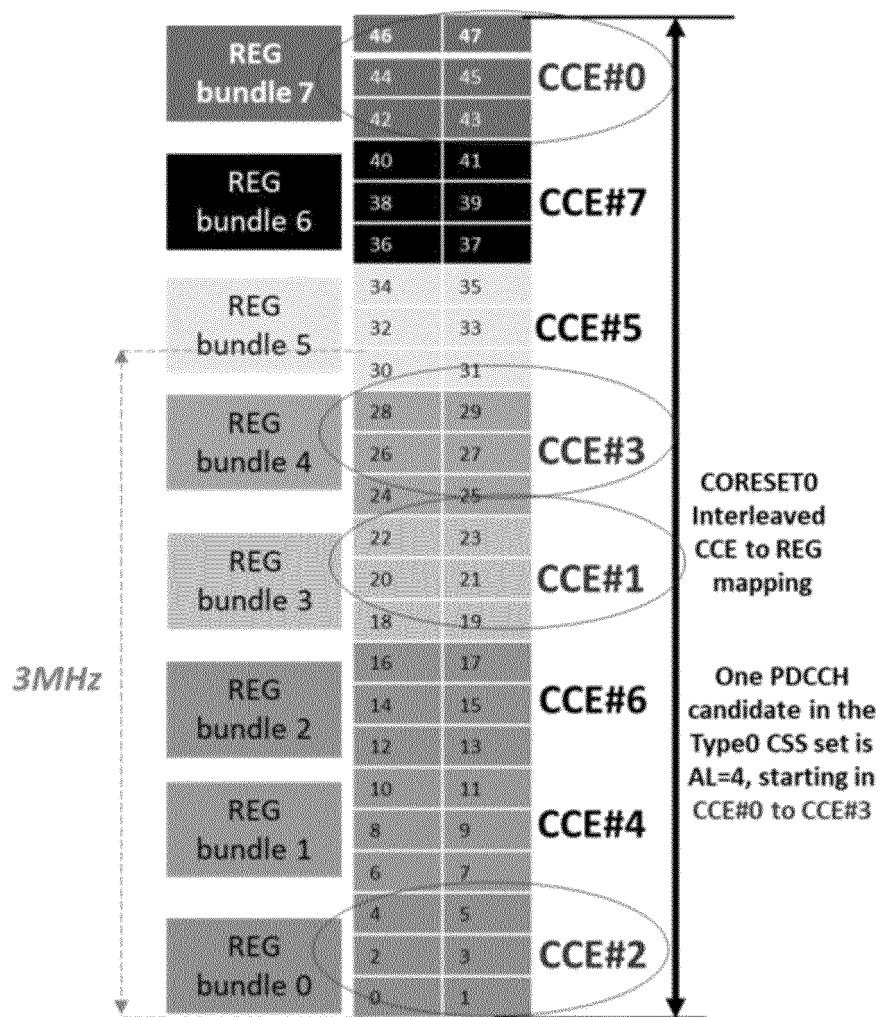 REG
bundle 7
46 47
44 45
42 43
CCE#0
REG
bundle 6
40 41
38 39
36 37
CCE#7
REG
bundle 5
34 35
32 33
30 31
CCE#5
REG
bundle 4
28 29
26 27
24 25
CCE#3
REG
bundle 3
22 23
20 21
18 19
CCE#1
REG
bundle 2
16 17
14 15
12 13
CCE#6
REG
bundle 1
10 11
8 9
6 7
CCE#4
REG
bundle 0
4 5
2 3
0 1
CCE#2
3MHz
CORESET0
Interleaved
CCE to REG
mapping
One PDCCH
candidate in the
Type0 CSS set is
AL=4, starting in
CCE#0 to CCE#3